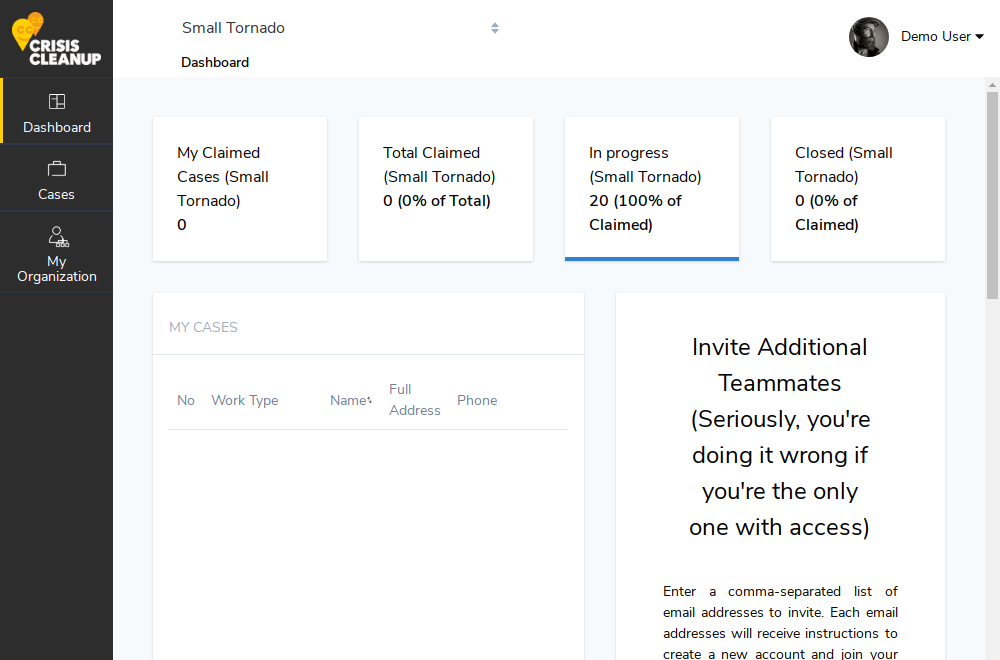 CRISIS
CLEANUP
Small Tornado
Dashboard
Demo User
Dashboard
Cases
My
Organization
My Claimed
Cases (Small
Tornado)
0
Total Claimed
(Small Tornado)
0 (0% of Total)
In progress
(Small Tornado)
20 (100% of
Claimed)
Closed (Small
Tornado)
0 (0% of
Claimed)
MY CASES
No Work Type Name Full
Address Phone
Invite Additional
Teammates
(Seriously, you're
doing it wrong if
you're the only
one with access)
Enter a comma-separated list of
email addresses to invite. Each email
addresses will receive instructions to
create a new account and join your